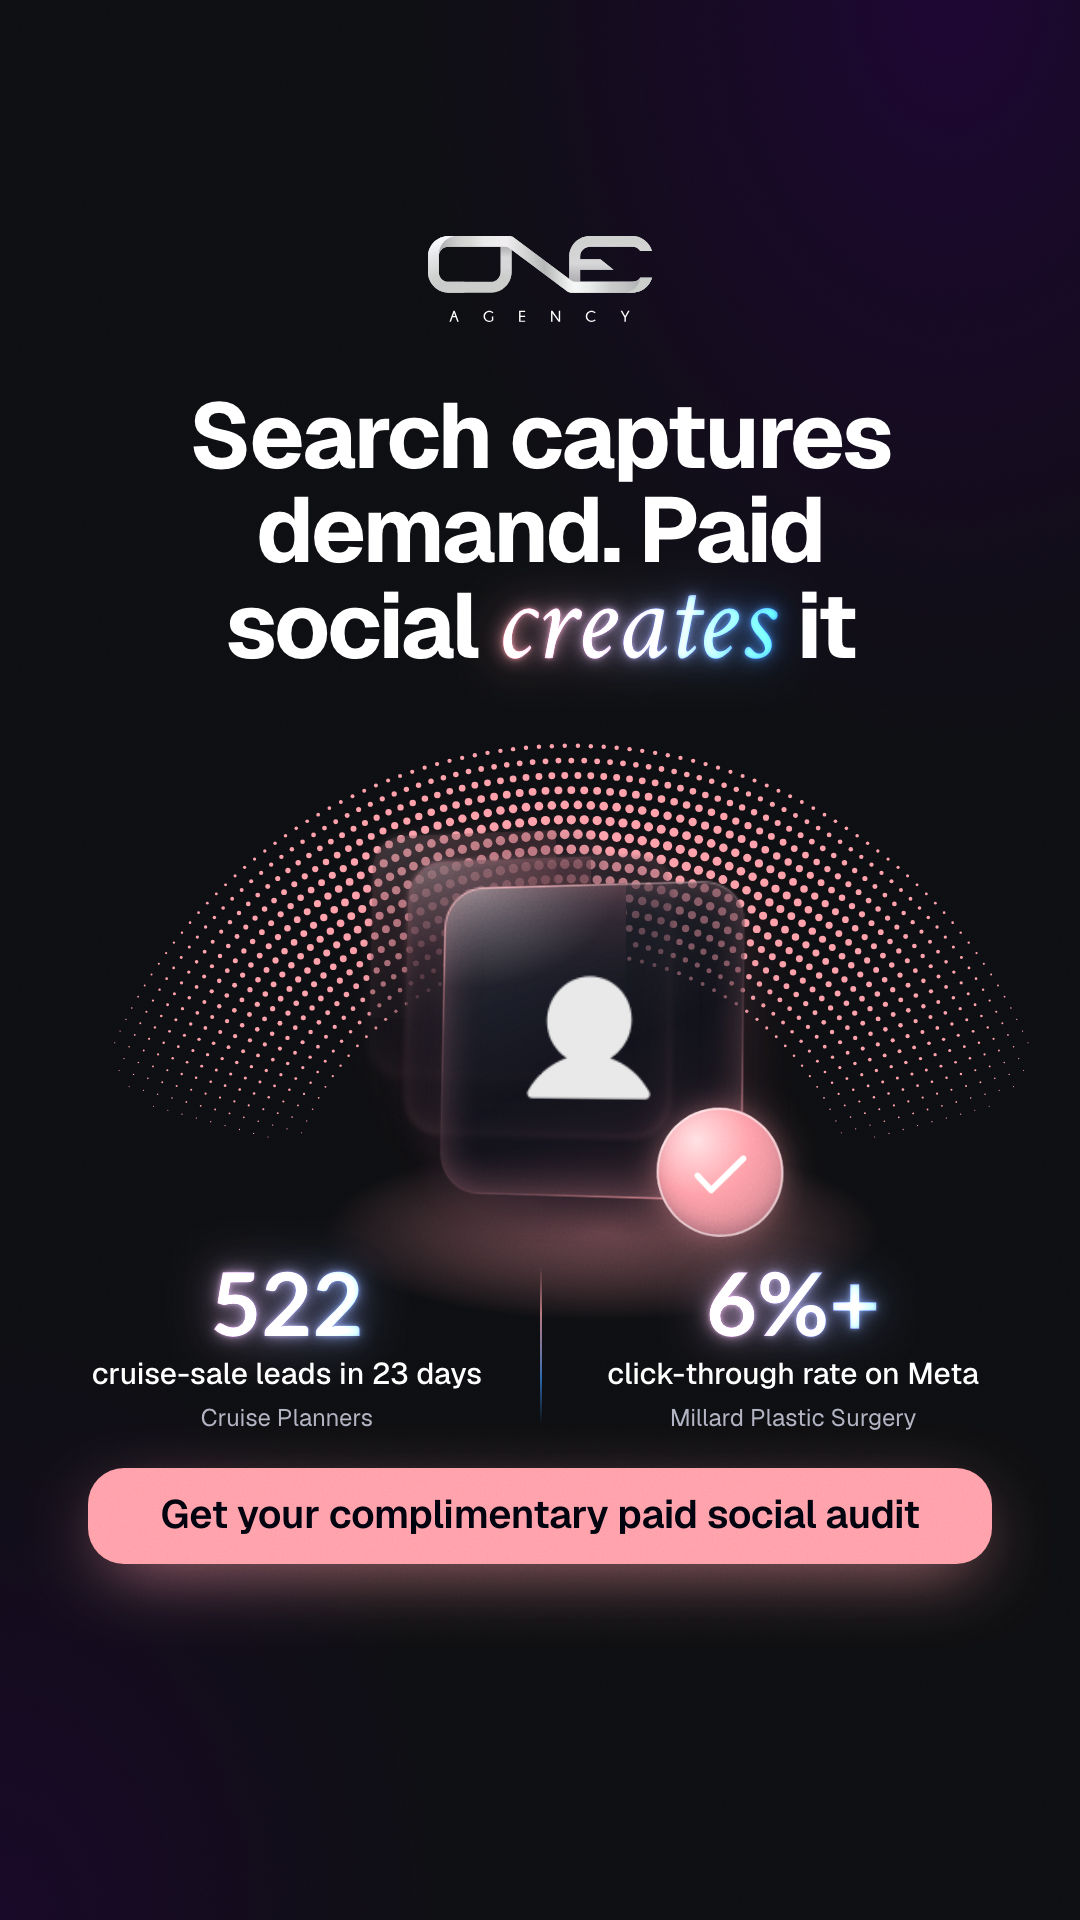 ONE
AGENCY
Search captures
demand. Paid
social creates it
522
cruise-sale leads in 23 days
Cruise Planners
6%+
click-through rate on Meta
Millard Plastic Surgery
Get your complimentary paid social audit